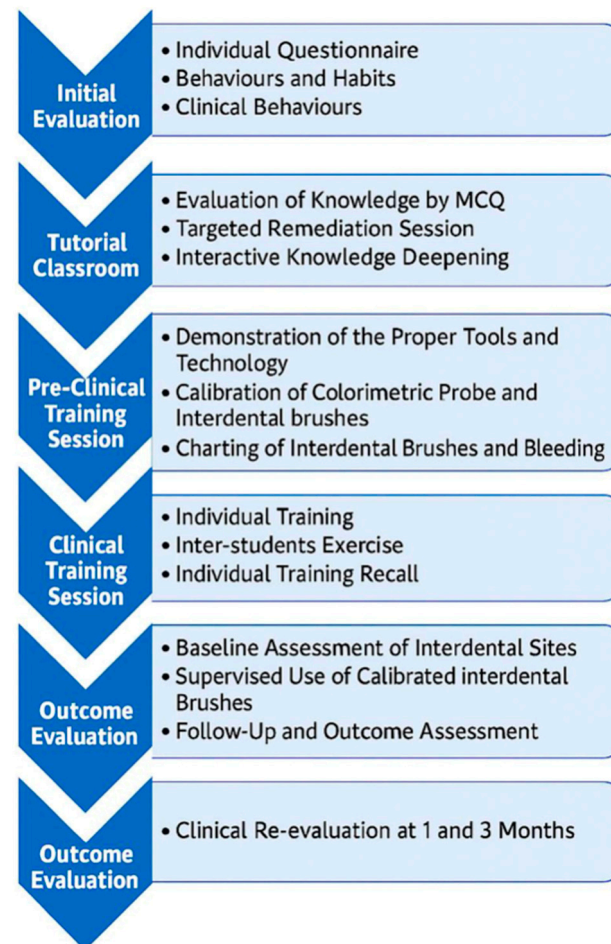 Initial
Evaluation
• Individual Questionnaire
• Behaviours and Habits
• Clinical Behaviours
Tutorial
Classroom
• Evaluation of Knowledge by MCQ
• Targeted Remediation Session
• Interactive Knowledge Deepening
Pre-Clinical
Training
Session
• Demonstration of the Proper Tools and
Technology
• Calibration of Colorimetric Probe and
Interdental brushes
• Charting of Interdental Brushes and Bleeding
Clinical
Training
Session
• Individual Training
• Inter-students Exercise
• Individual Training Recall
Outcome
Evaluation
• Baseline Assessment of Interdental Sites
• Supervised Use of Calibrated interdental
Brushes
• Follow-Up and Outcome Assessment
Outcome
Evaluation
• Clinical Re-evaluation at 1 and 3 Months